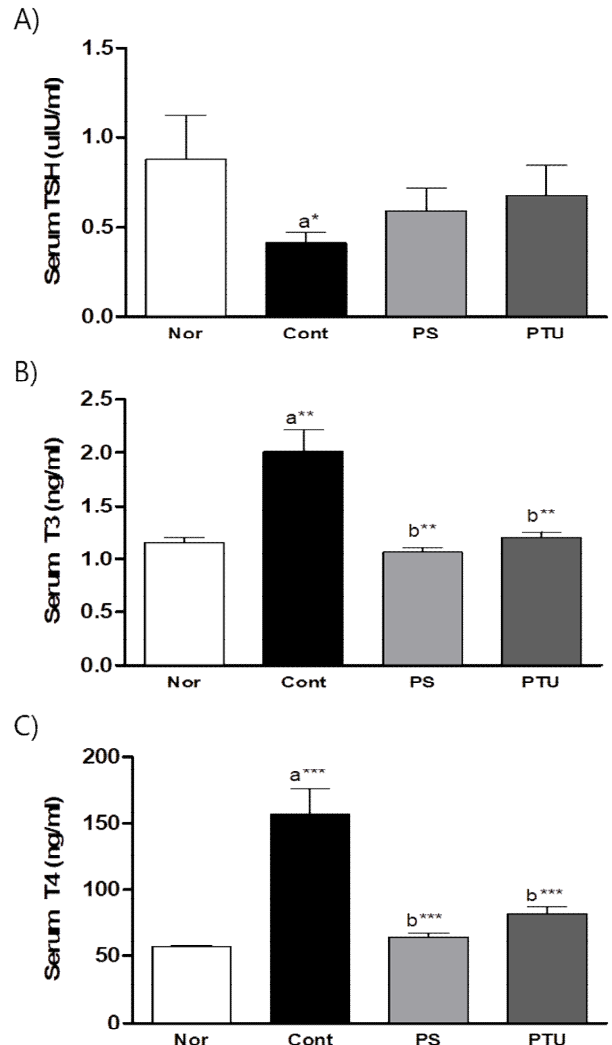 A)
1.5
1.0
0.5
0.0
Serum TSH (uIU/ml)
a*
Nor Cont PS PTU
B)
2.5
2.0
1.5
1.0
0.5
0.0
Serum T3 (ng/ml)
a**
b**
b**
Nor Cont PS PTU
C)
200
150
100
50
0
Serum T4 (ng/ml)
a***
b***
b***
Nor Cont PS PTU